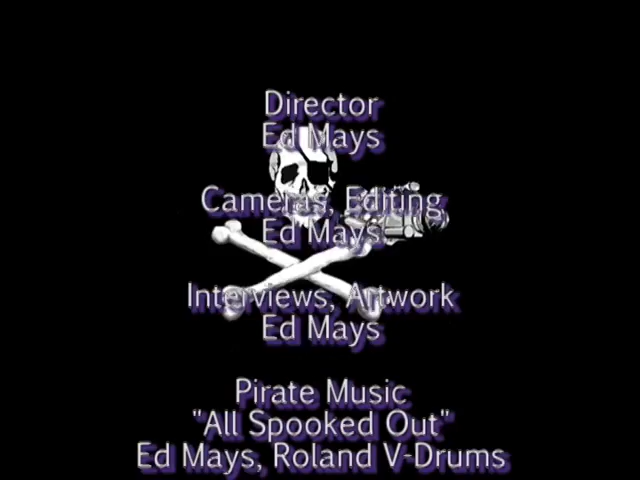 Director
Ed Mays
Cameras, Editing
Ed Mays
Interviews, Artwork
Ed Mays
Pirate Music
"All Spooked Out"
Ed Mays, Roland V-Drums